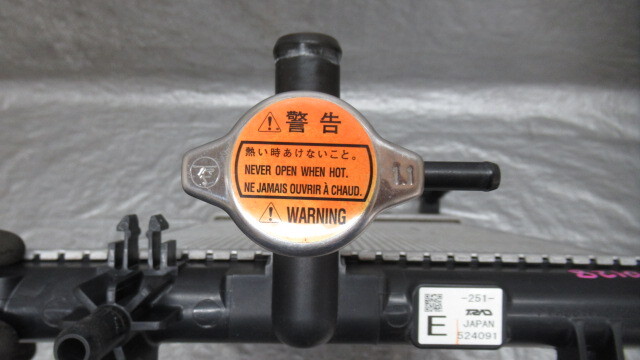 警告
熱い時あけないこと。
NEVER OPEN WHEN HOT.
NE JAMAIS OUVRIR À CHAUD.
WARNING
1.1
-251-
E
JAPAN
524091